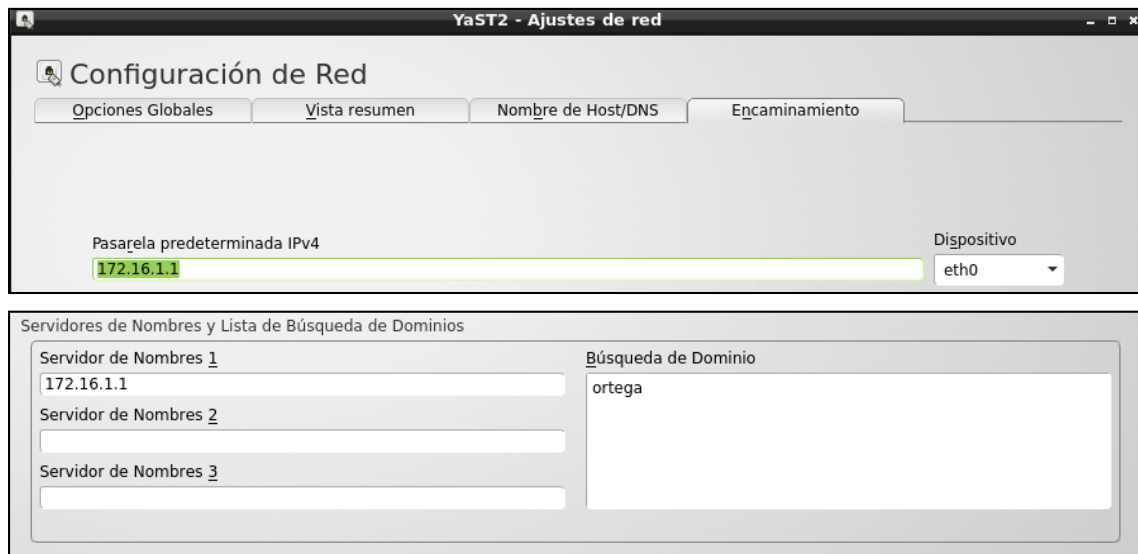 YaST2 - Ajustes de red
Configuración de Red
Opciones Globales Vista resumen Nombre de Host/DNS Encaminamiento
Pasarela predeterminada IPv4 Dispositivo
172.16.1.1 eth0
Servidores de Nombres y Lista de Búsqueda de Dominios
Servidor de Nombres 1 Búsqueda de Dominio
172.16.1.1 ortega
Servidor de Nombres 2
Servidor de Nombres 3